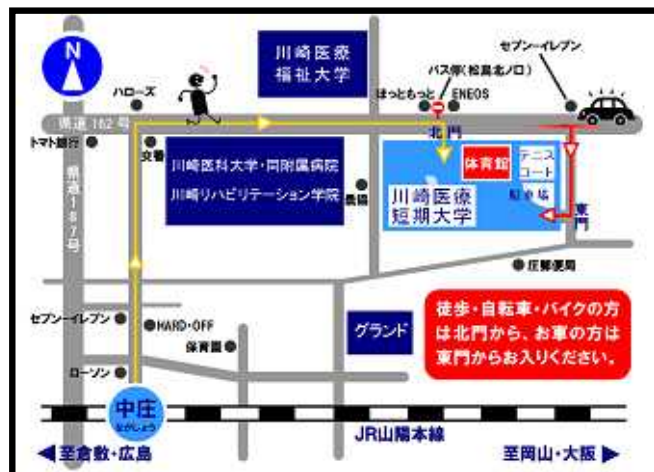 N
川崎医療
福祉大学
セブン-イレブン
バス停(松島北ノ口)
ハローズ
ほっともっと
ENEOS
県道162号
北門
トマト銀行
交番
県道187号
川崎医科大学・同附属病院
川崎リハビリテーション学院
農協
体育館
テニス
コート
駐車場
川崎医療
短期大学
東門
庄郵便局
セブン-イレブン
HARD・OFF
保育園
グランド
徒歩・自転車・バイクの方
は北門から、お車の方は
東門からお入りください。
ローソン
中庄
なかしょう
JR山陽本線
至倉敷・広島
至岡山・大阪